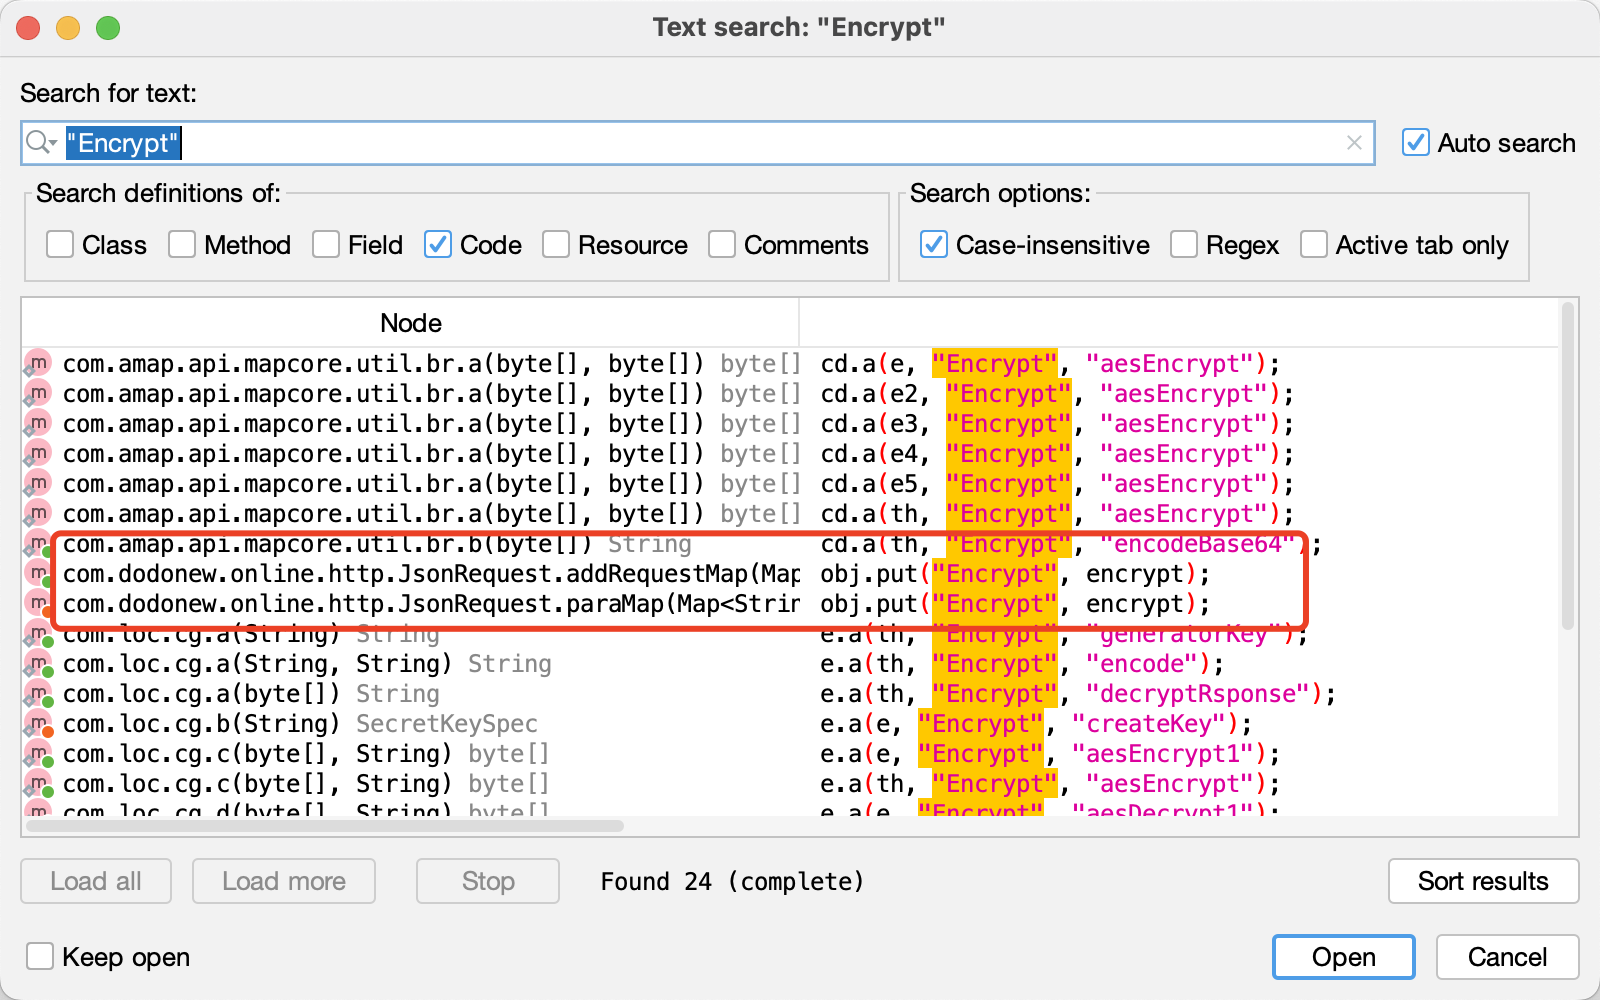 Text search: "Encrypt"
Search for text:
"Encrypt"
Auto search
Search definitions of:
Search options:
Class Method Field Code Resource Comments
Case-insensitive Regex Active tab only
Node
m com.amap.api.mapcore.util.br.a(byte[], byte[]) byte[] cd.a(e, "Encrypt", "aesEncrypt");
m com.amap.api.mapcore.util.br.a(byte[], byte[]) byte[] cd.a(e2, "Encrypt", "aesEncrypt");
m com.amap.api.mapcore.util.br.a(byte[], byte[]) byte[] cd.a(e3, "Encrypt", "aesEncrypt");
m com.amap.api.mapcore.util.br.a(byte[], byte[]) byte[] cd.a(e4, "Encrypt", "aesEncrypt");
m com.amap.api.mapcore.util.br.a(byte[], byte[]) byte[] cd.a(e5, "Encrypt", "aesEncrypt");
m com.amap.api.mapcore.util.br.a(byte[], byte[]) byte[] cd.a(th, "Encrypt", "aesEncrypt");
m com.amap.api.mapcore.util.br.b(byte[]) String cd.a(th, "Encrypt", "encodeBase64");
m com.dodonew.online.http.JsonRequest.addRequestMap(Map obj.put("Encrypt", encrypt);
m com.dodonew.online.http.JsonRequest.paraMap(Map<Strin obj.put("Encrypt", encrypt);
m com.loc.cg.a(String) String e.a(th, "Encrypt", "generatorKey");
m com.loc.cg.a(String, String) String e.a(th, "Encrypt", "encode");
m com.loc.cg.a(byte[]) String e.a(th, "Encrypt", "decryptRsponse");
m com.loc.cg.b(String) SecretKeySpec e.a(e, "Encrypt", "createKey");
m com.loc.cg.c(byte[], String) byte[] e.a(e, "Encrypt", "aesEncrypt1");
m com.loc.cg.c(byte[], String) byte[] e.a(th, "Encrypt", "aesEncrypt");
m com.loc.cg.d(byte[], String) byte[] e.a(e, "Encrypt", "aesDecrypt1");
Load all Load more Stop Found 24 (complete) Sort results
Keep open Open Cancel